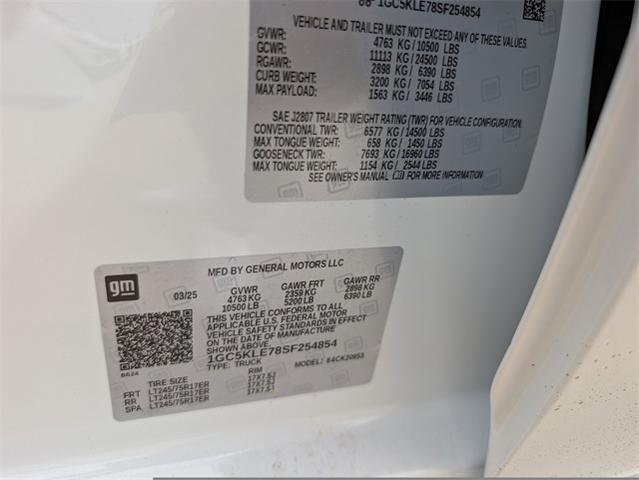 1GC5KLE78SF254854
VEHICLE AND TRAILER MUST NOT EXCEED ANY OF THESE VALUES.
GVWR: 4763 KG/ 10500 LBS
GCWR: 11113 KG/ 24500 LBS
RGAWR: 2898 KG/ 6390 LBS
CURB WEIGHT: 3200 KG/ 7054 LBS
MAX PAYLOAD: 1563 KG/ 3446 LBS
SAE J2807 TRAILER WEIGHT RATING (TWR) FOR VEHICLE CONFIGURATION.
CONVENTIONAL TWR: 6577 KG/ 14500 LBS
MAX TONGUE WEIGHT: 658 KG/ 1450 LBS
GOOSENECK TWR: 7693 KG/ 16960 LBS
MAX TONGUE WEIGHT: 1154 KG/ 2544 LBS
SEE OWNER'S MANUAL FOR MORE INFORMATION
gm
MFD BY GENERAL MOTORS LLC
03/25 GVWR GAWR FRT GAWR RR
4763 KG 2359 KG 2898 KG
10500 LB 5200 LB 6390 LB
THIS VEHICLE CONFORMS TO ALL
APPLICABLE U.S. FEDERAL MOTOR
VEHICLE SAFETY STANDARDS IN EFFECT
ON THE DATE OF MANUFACTURE
SHOWN ABOVE.
1GC5KLE78SF254854
B624 TYPE: TRUCK MODEL:
TIRE SIZE RIM
FRT LT245/75R17ER 17X7.5J
RR LT245/75R17ER 17X7.5J
SPA LT245/75R17ER 17X7.5J